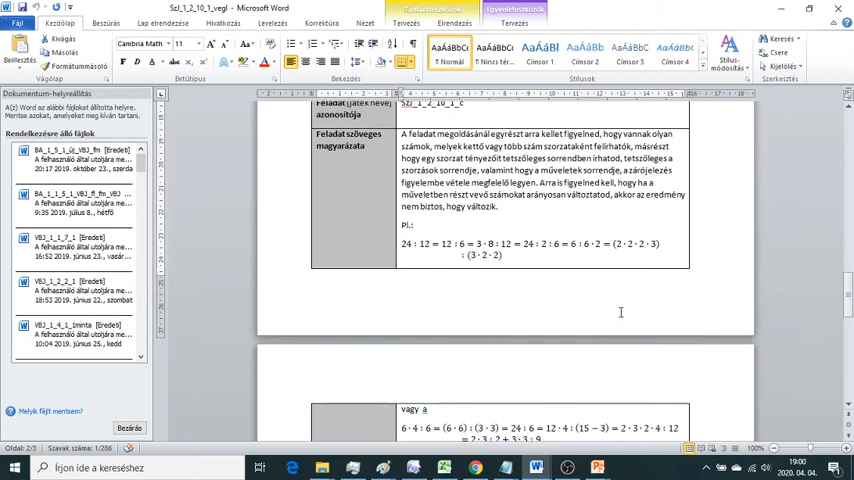 SzJ_1_2_10_1_vegl - Microsoft Word
Táblázateszközök
Egyenleteszközök
Fájl
Kezdőlap
Beszúrás
Lap elrendezése
Hivatkozás
Levelezés
Korrektúra
Nézet
Tervezés
Elrendezés
Tervezés
Beillesztés
Kivágás
Másolás
Formátummásoló
Vágólap
Cambria Math
11
Betűtípus
Bekezdés
¶ Normál
¶ Nincs tér...
Címsor 1
Címsor 2
Címsor 3
Címsor 4
Stílusok
Stílus-módosítás
Keresés
Csere
Kijelölés
Szerkesztés
Dokumentum-helyreállítás
A(z) Word az alábbi fájlokat állította helyre.
Mentse el, amelyeket meg kíván tartani.
Rendelkezésre álló fájlok
BA_1_5_1_új_VBJ_fm [Eredeti]
A felhasználó által utoljára me...
20:17 2019. október 23., szerda
BA_1_1_5_1_VBJ_fl_fm_VBJ ...
A felhasználó által utoljára me...
9:35 2019. július 8., hétfő
VBJ_1_1_7_1 [Eredeti]
A felhasználó által utoljára me...
16:52 2019. június 23., vasár...
VBJ_1_2_2_1 [Eredeti]
A felhasználó által utoljára me...
18:53 2019. június 22., szombat
VBJ_1_4_1_1minta [Eredeti]
A felhasználó által utoljára me...
10:04 2019. június 25., kedd
Melyik fájlt mentsem?
Bezárás
Feladat (játék neve)
azonosítója
SzJ_1_2_10_1_c
Feladat szöveges
magyarázata
A feladat megoldásánál egyrészt arra kellet figyelned, hogy vannak olyan
számok, melyek kettő vagy több szám szorzataként felírhatók, másrészt
hogy egy szorzat tényezőit tetszőleges sorrendben írhatod, tetszőleges a
szorzások sorrendje, valamint hogy a műveletek sorrendje, a zárójelezés
figyelembe vétele megfelelő legyen. Arra is figyelned kell, hogy ha a
műveletben részt vevő számokat arányosan változtatod, akkor az eredmény
nem biztos, hogy változik.
Pl.:
24 : 12 = 12 : 6 = 3 · 8 : 12 = 24 : 2 : 6 = 6 : 6 · 2 = (2 · 2 · 2 · 3)
: (3 · 2 · 2)
vagy a
6 · 4 : 6 = (6 · 6) : (3 · 3) = 24 : 6 = 12 · 4 : (15 − 3) = 2 · 3 · 2 · 4 : 12
= 2 · 3 : 2 + 3 · 3 : 9
Oldal: 2/3
Szavak száma: 1/286
100%
Írjon ide a kereséshez
19:00
2020. 04. 04.